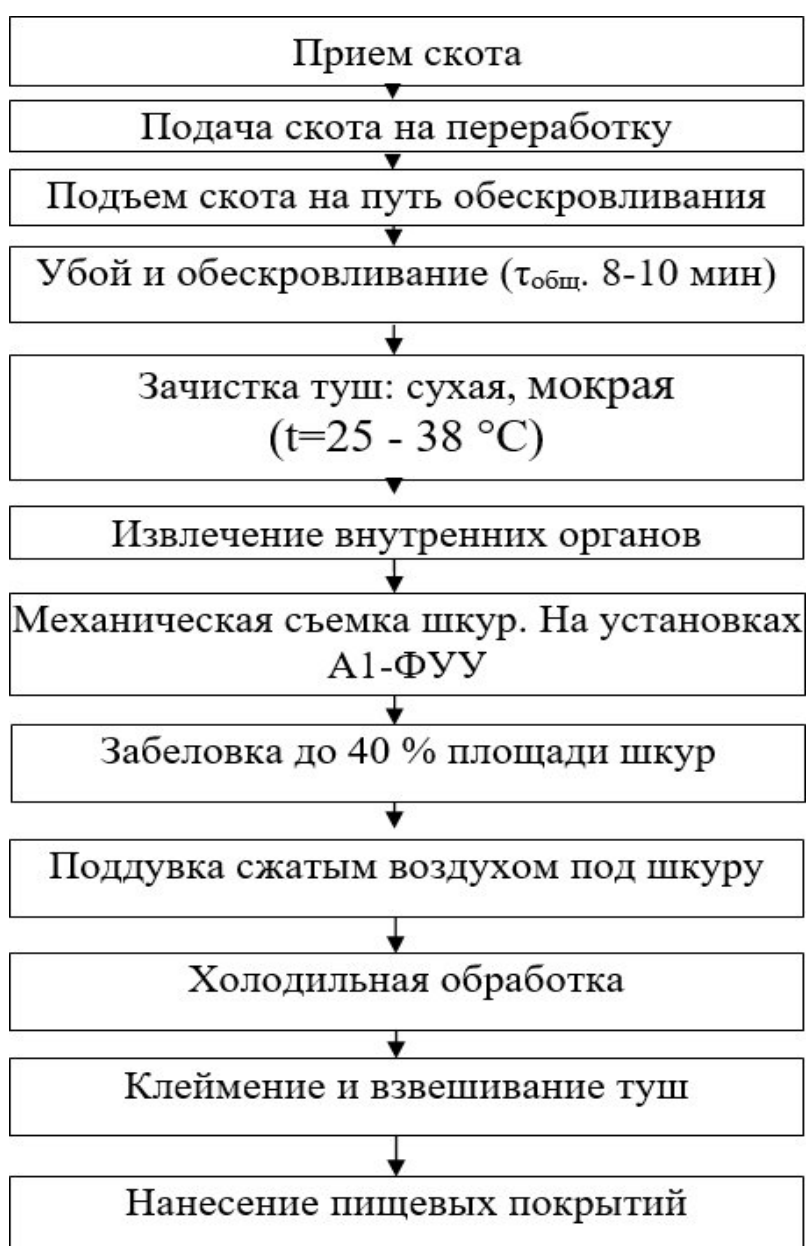 Прием скота
Подача скота на переработку
Подъем скота на путь обескровливания
Убой и обескровливание (τобщ. 8-10 мин)
Зачистка туш: сухая, мокрая
(t=25 - 38 °C)
Извлечение внутренних органов
Механическая съемка шкур. На установках
А1-ФУУ
Забеловка до 40 % площади шкур
Поддувка сжатым воздухом под шкуру
Холодильная обработка
Клеймение и взвешивание туш
Нанесение пищевых покрытий